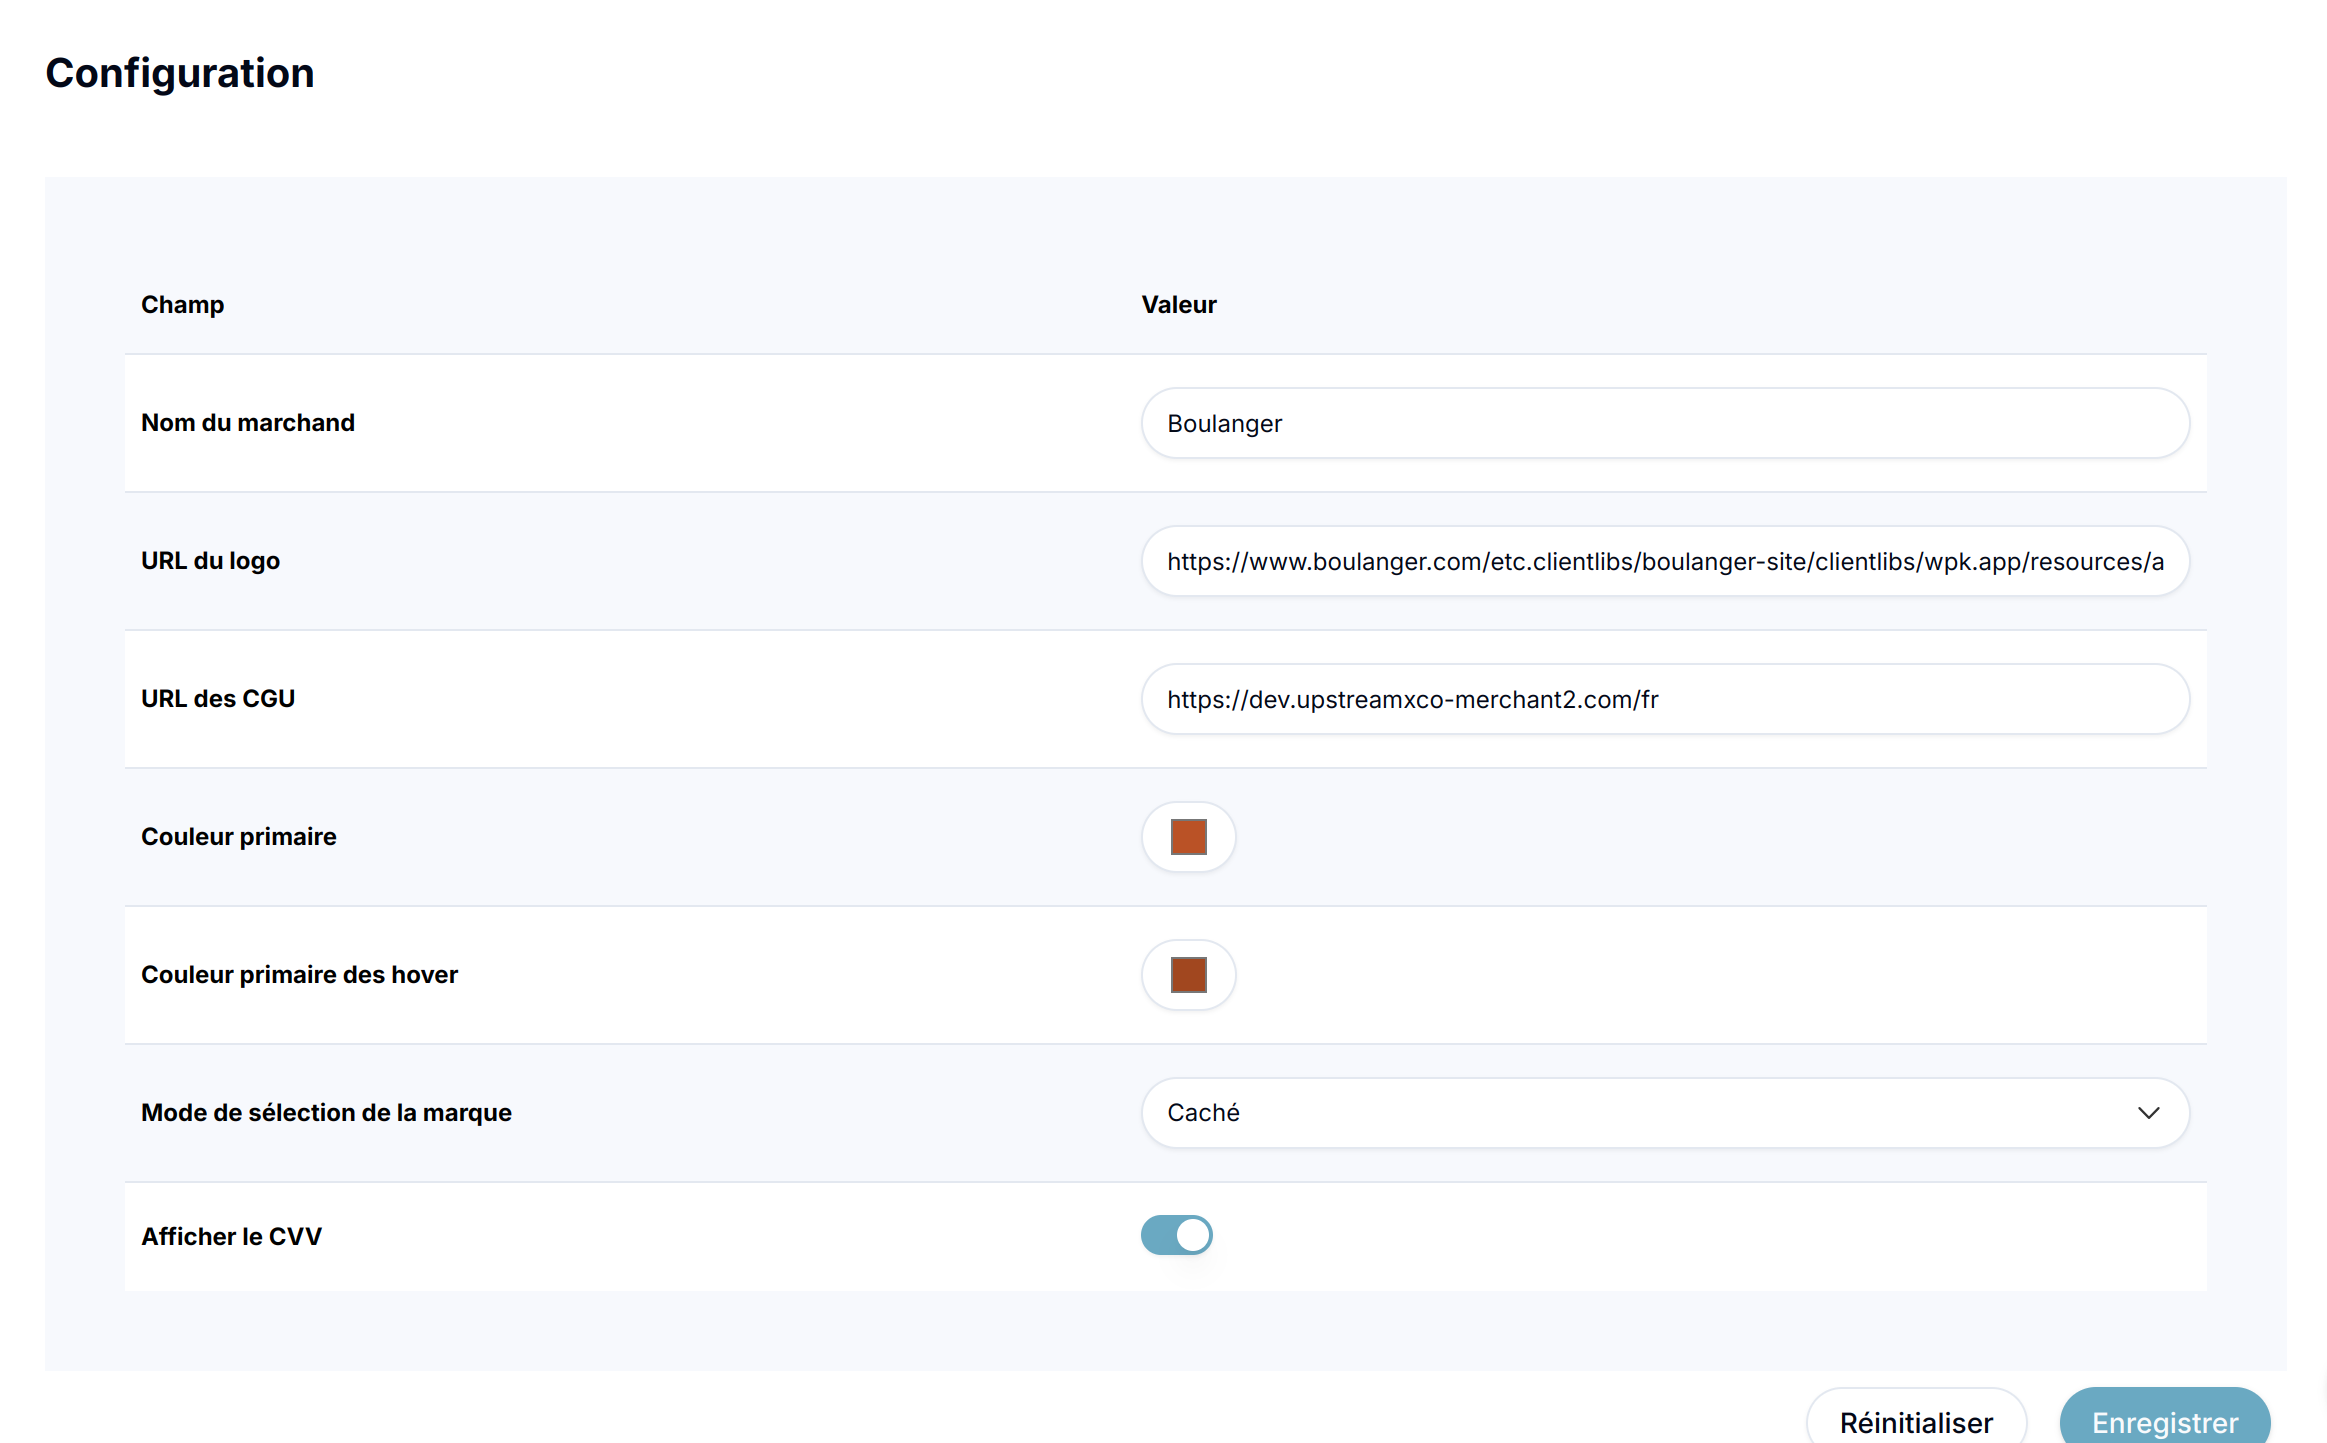 Configuration
Champ Valeur
Nom du marchand Boulanger
URL du logo https://www.boulanger.com/etc.clientlibs/boulanger-site/clientlibs/wpk.app/resources/a
URL des CGU https://dev.upstreamxco-merchant2.com/fr
Couleur primaire
Couleur primaire des hover
Mode de sélection de la marque Caché
Afficher le CVV
Réinitialiser Enregistrer